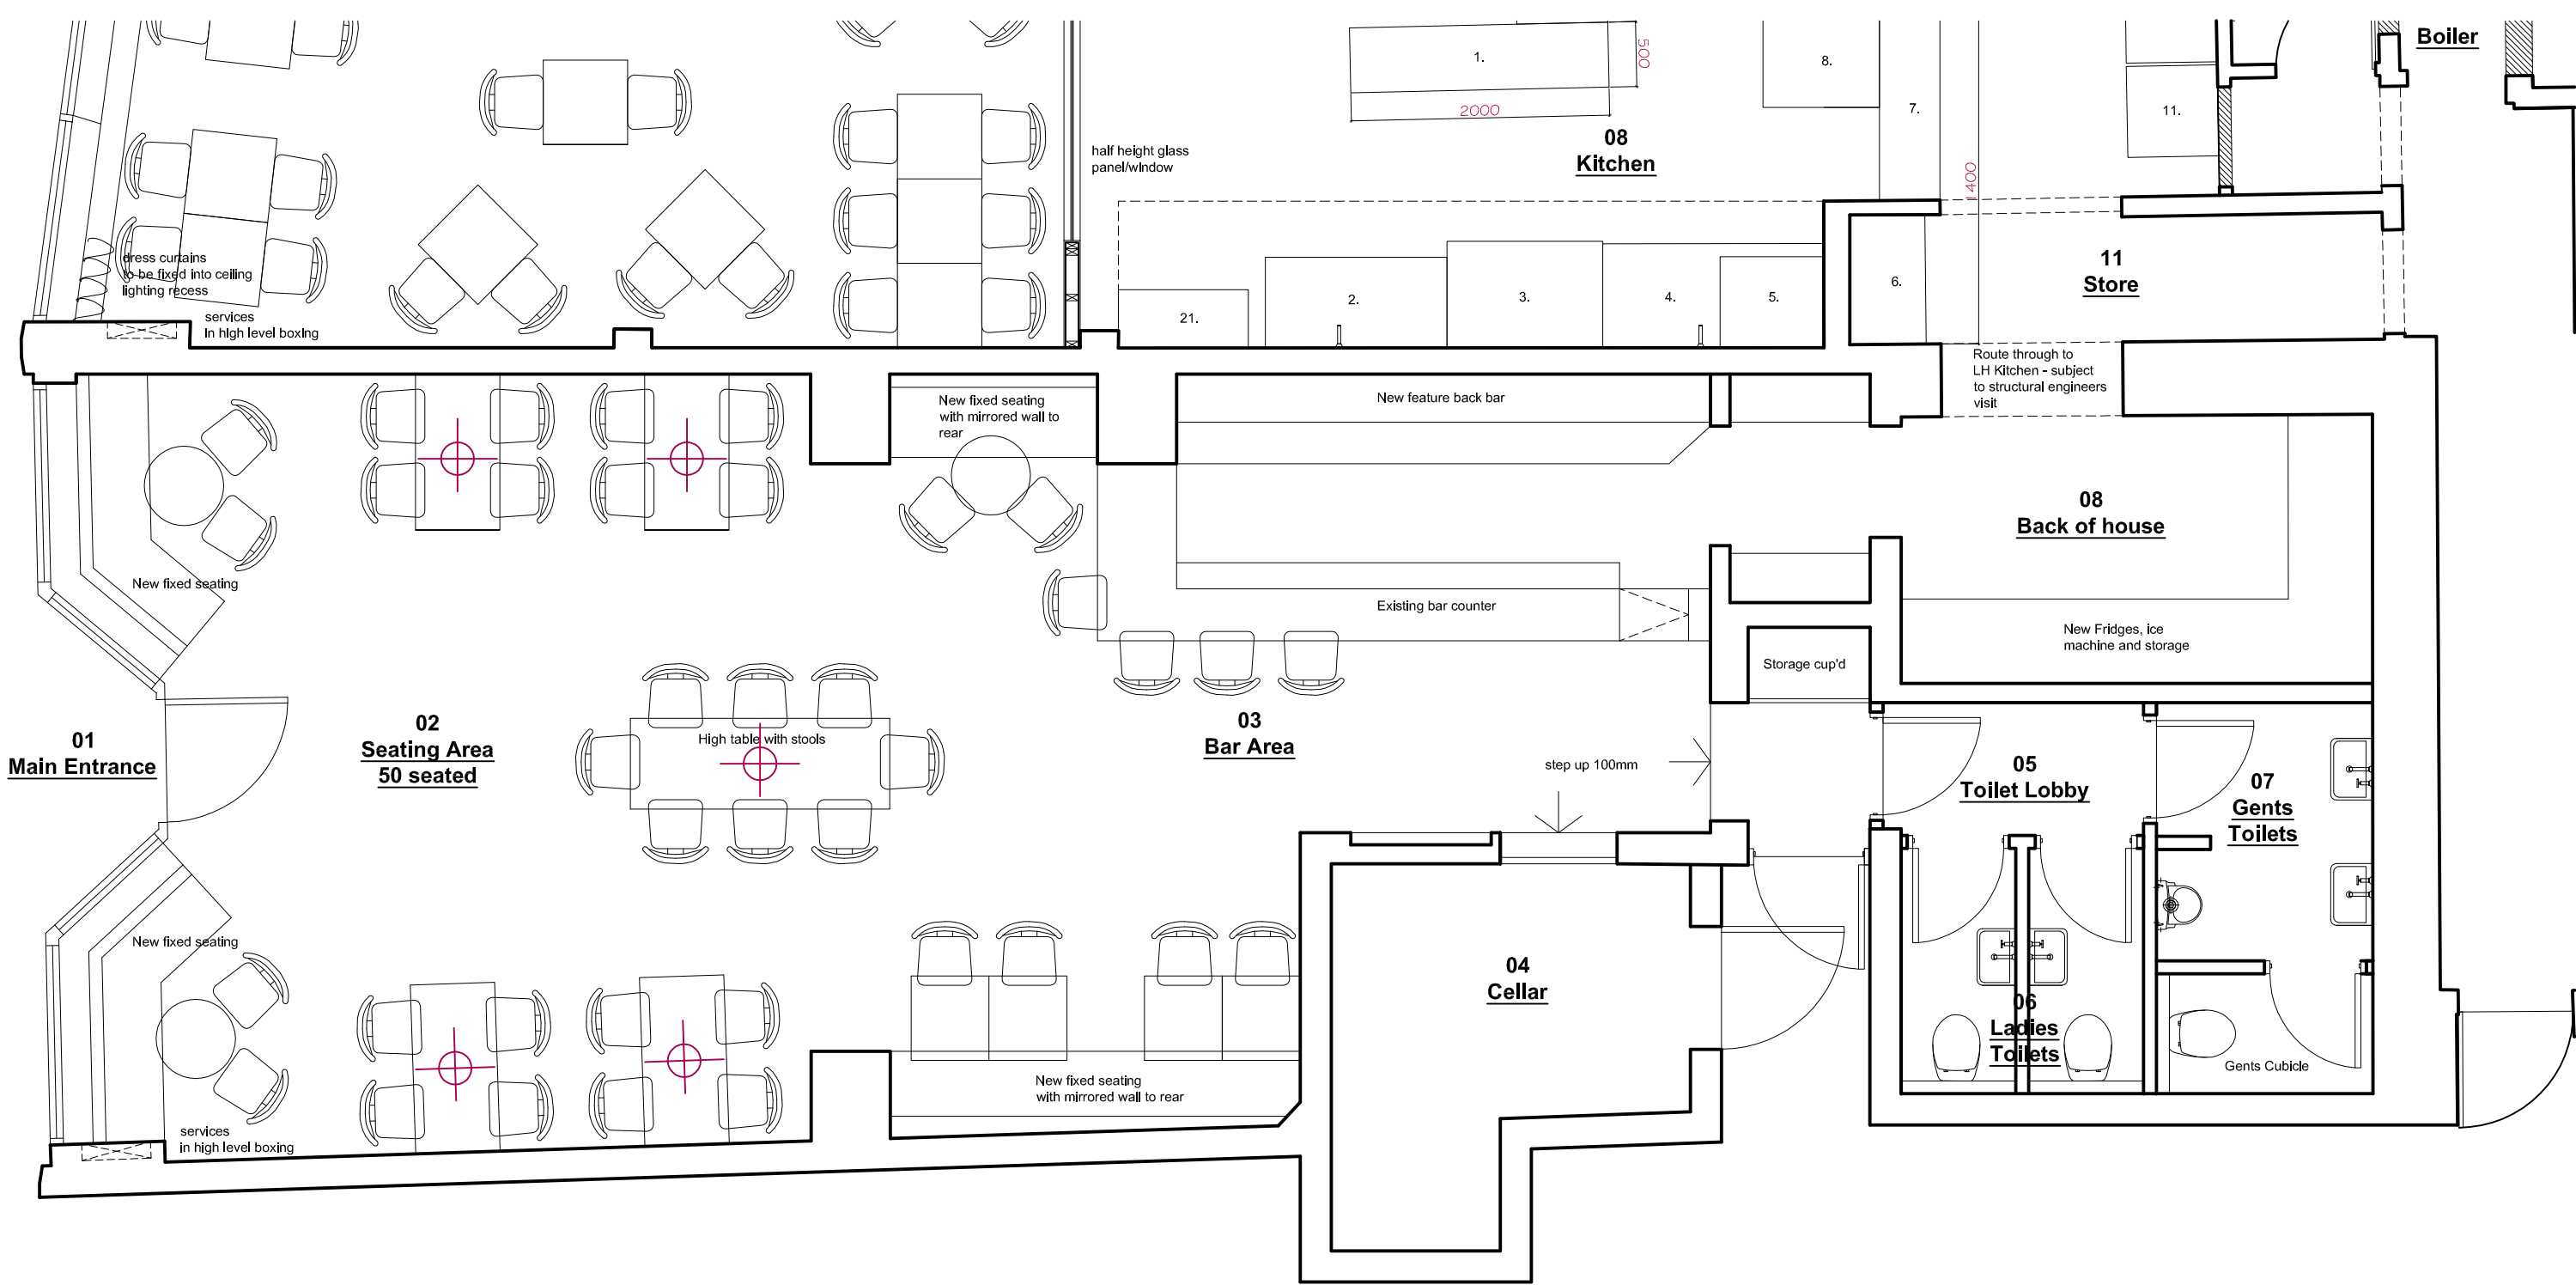 Boiler
1.
500
2000
8.
7.
11.
08
Kitchen
half height glass
panel/window
1400
dress curtains
to be fixed into ceiling
lighting recess
services
in high level boxing
21.
2.
3.
4.
5.
6.
11
Store
Route through to
LH Kitchen - subject
to structural engineers
visit
New fixed seating
with mirrored wall to
rear
New feature back bar
08
Back of house
New fixed seating
Existing bar counter
New Fridges, ice
machine and storage
Storage cup'd
01
Main Entrance
02
Seating Area
50 seated
High table with stools
03
Bar Area
step up 100mm
05
Toilet Lobby
07
Gents
Toilets
New fixed seating
04
Cellar
06
Ladies
Toilets
Gents Cubicle
New fixed seating
with mirrored wall to rear
services
in high level boxing